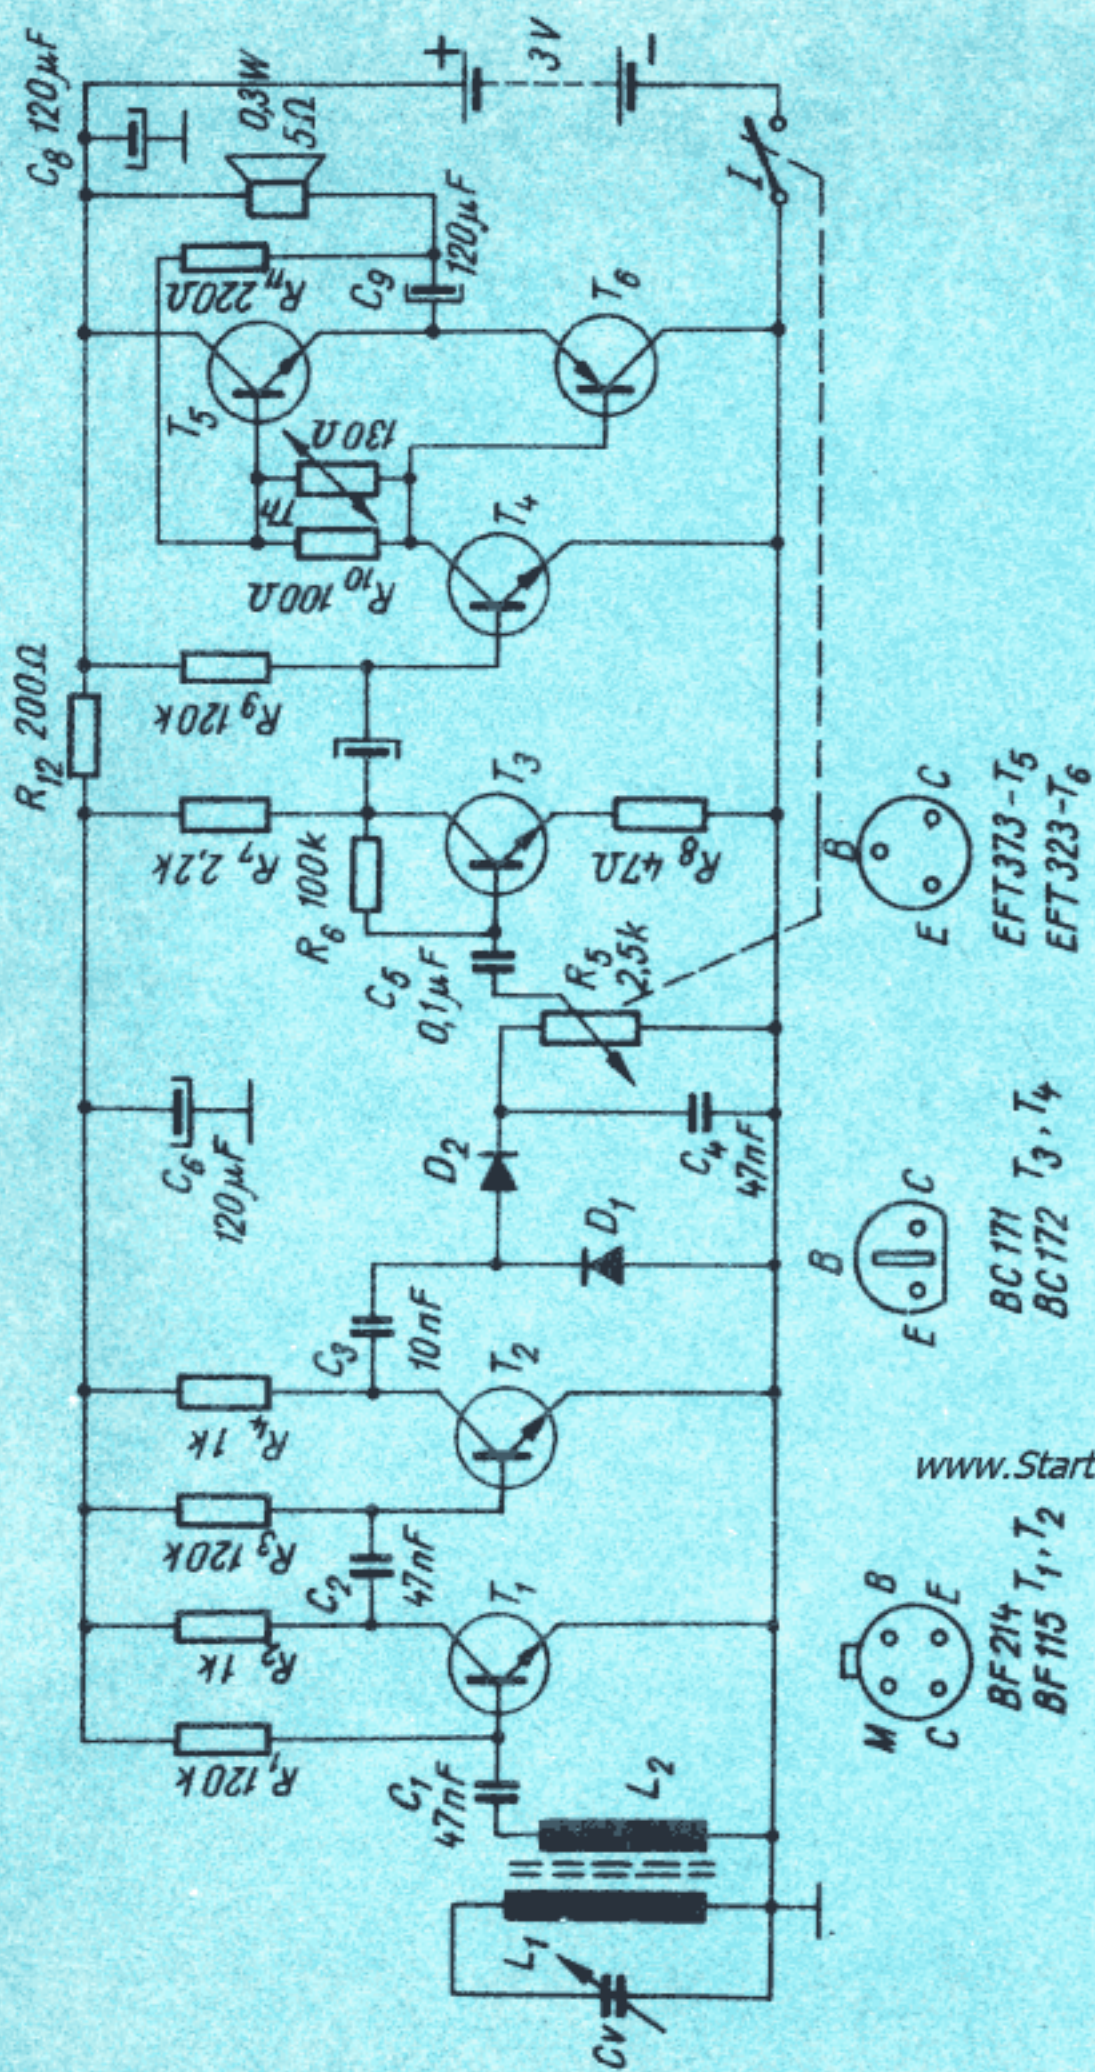 C8 120µF
0,3W
5Ω
+
3V
-
R12 200Ω
R11 220Ω
C9
120µF
T5
T6
I
130Ω
Th
R10 100Ω
T4
R9 120k
R7 2,2k
R6 100k
T3
R8 47Ω
C5
0,1µF
R5
2,5k
C6
120µF
D2
D1
C4
47nF
C3
10nF
R4
1k
T2
R3 120k
C2
47nF
R2
1k
T1
R1 120k
C1
47nF
L2
L1
Cv
M B
C E
BF214 T1,T2
BF115
B
E C
BC171 T3,T4
BC172
B
E C
EFT373-T5
EFT323-T6
www.Start